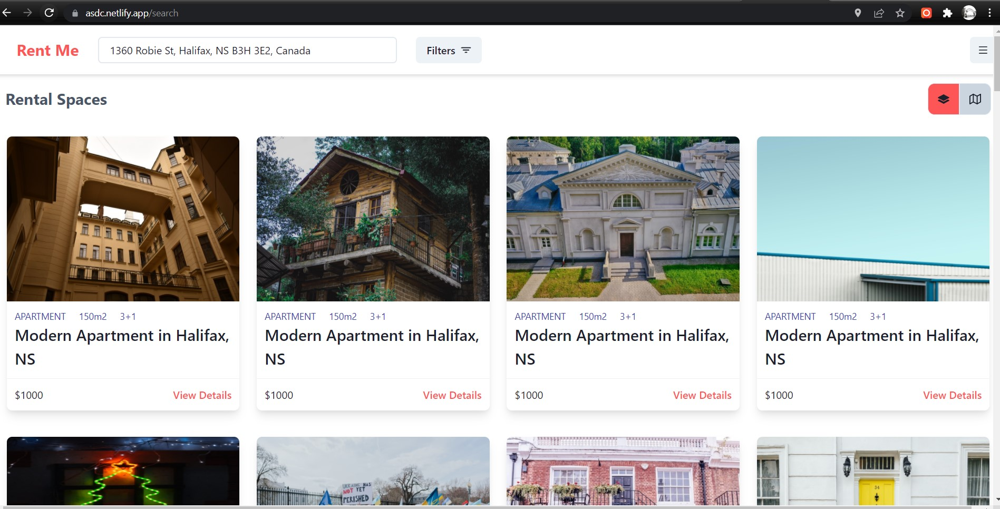 asdc.netlify.app/search
Rent Me
1360 Robie St, Halifax, NS B3H 3E2, Canada
Filters
Rental Spaces
APARTMENT 150m2 3+1
Modern Apartment in Halifax,
NS
$1000 View Details
APARTMENT 150m2 3+1
Modern Apartment in Halifax,
NS
$1000 View Details
APARTMENT 150m2 3+1
Modern Apartment in Halifax,
NS
$1000 View Details
APARTMENT 150m2 3+1
Modern Apartment in Halifax,
NS
$1000 View Details
UKRAINE HAS
NOT YET
PERISHED
34